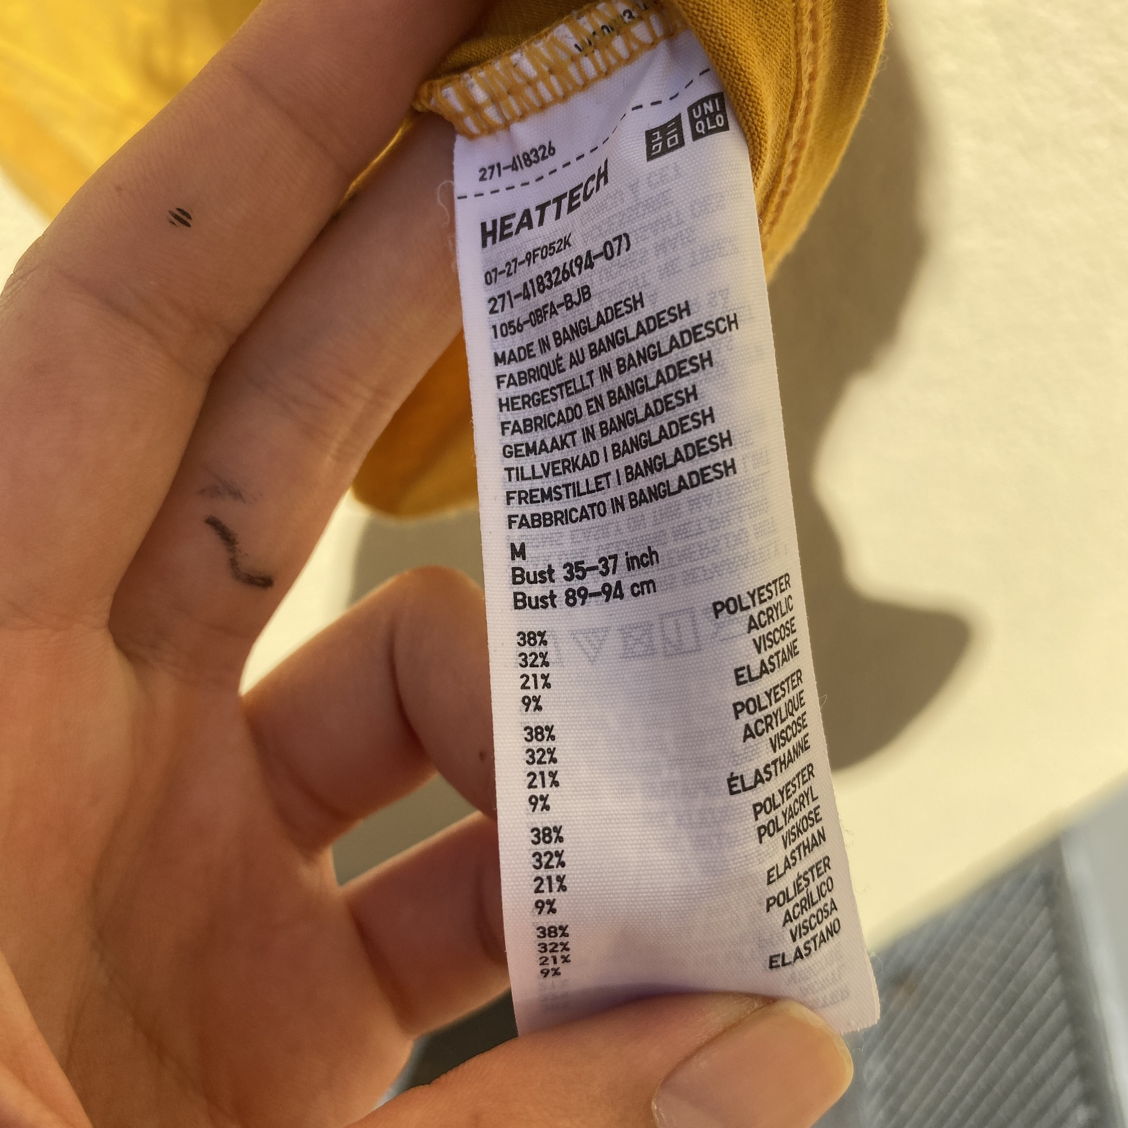 UNI
QLO
271-418326
HEATTECH
07-27-9F052K
271-418326(94-07)
1056-0BFA-BJB
MADE IN BANGLADESH
FABRIQUÉ AU BANGLADESH
HERGESTELLT IN BANGLADESCH
FABRICADO EN BANGLADESH
GEMAAKT IN BANGLADESH
TILLVERKAD I BANGLADESH
FREMSTILLET I BANGLADESH
FABBRICATO IN BANGLADESH
M
Bust 35-37 inch
Bust 89-94 cm
38% POLYESTER
32% ACRYLIC
21% VISCOSE
9% ELASTANE
38% POLYESTER
32% ACRYLIQUE
21% VISCOSE
9% ÉLASTHANNE
38% POLYESTER
32% POLYACRYL
21% VISKOSE
9% ELASTHAN
38% POLIÉSTER
32% ACRÍLICO
21% VISCOSA
9% ELASTANO